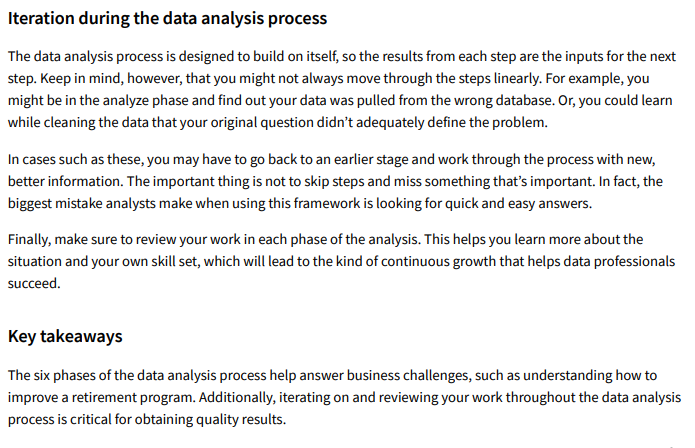 Iteration during the data analysis process
The data analysis process is designed to build on itself, so the results from each step are the inputs for the next
step. Keep in mind, however, that you might not always move through the steps linearly. For example, you
might be in the analyze phase and find out your data was pulled from the wrong database. Or, you could learn
while cleaning the data that your original question didn’t adequately define the problem.
In cases such as these, you may have to go back to an earlier stage and work through the process with new,
better information. The important thing is not to skip steps and miss something that’s important. In fact, the
biggest mistake analysts make when using this framework is looking for quick and easy answers.
Finally, make sure to review your work in each phase of the analysis. This helps you learn more about the
situation and your own skill set, which will lead to the kind of continuous growth that helps data professionals
succeed.
Key takeaways
The six phases of the data analysis process help answer business challenges, such as understanding how to
improve a retirement program. Additionally, iterating on and reviewing your work throughout the data analysis
process is critical for obtaining quality results.